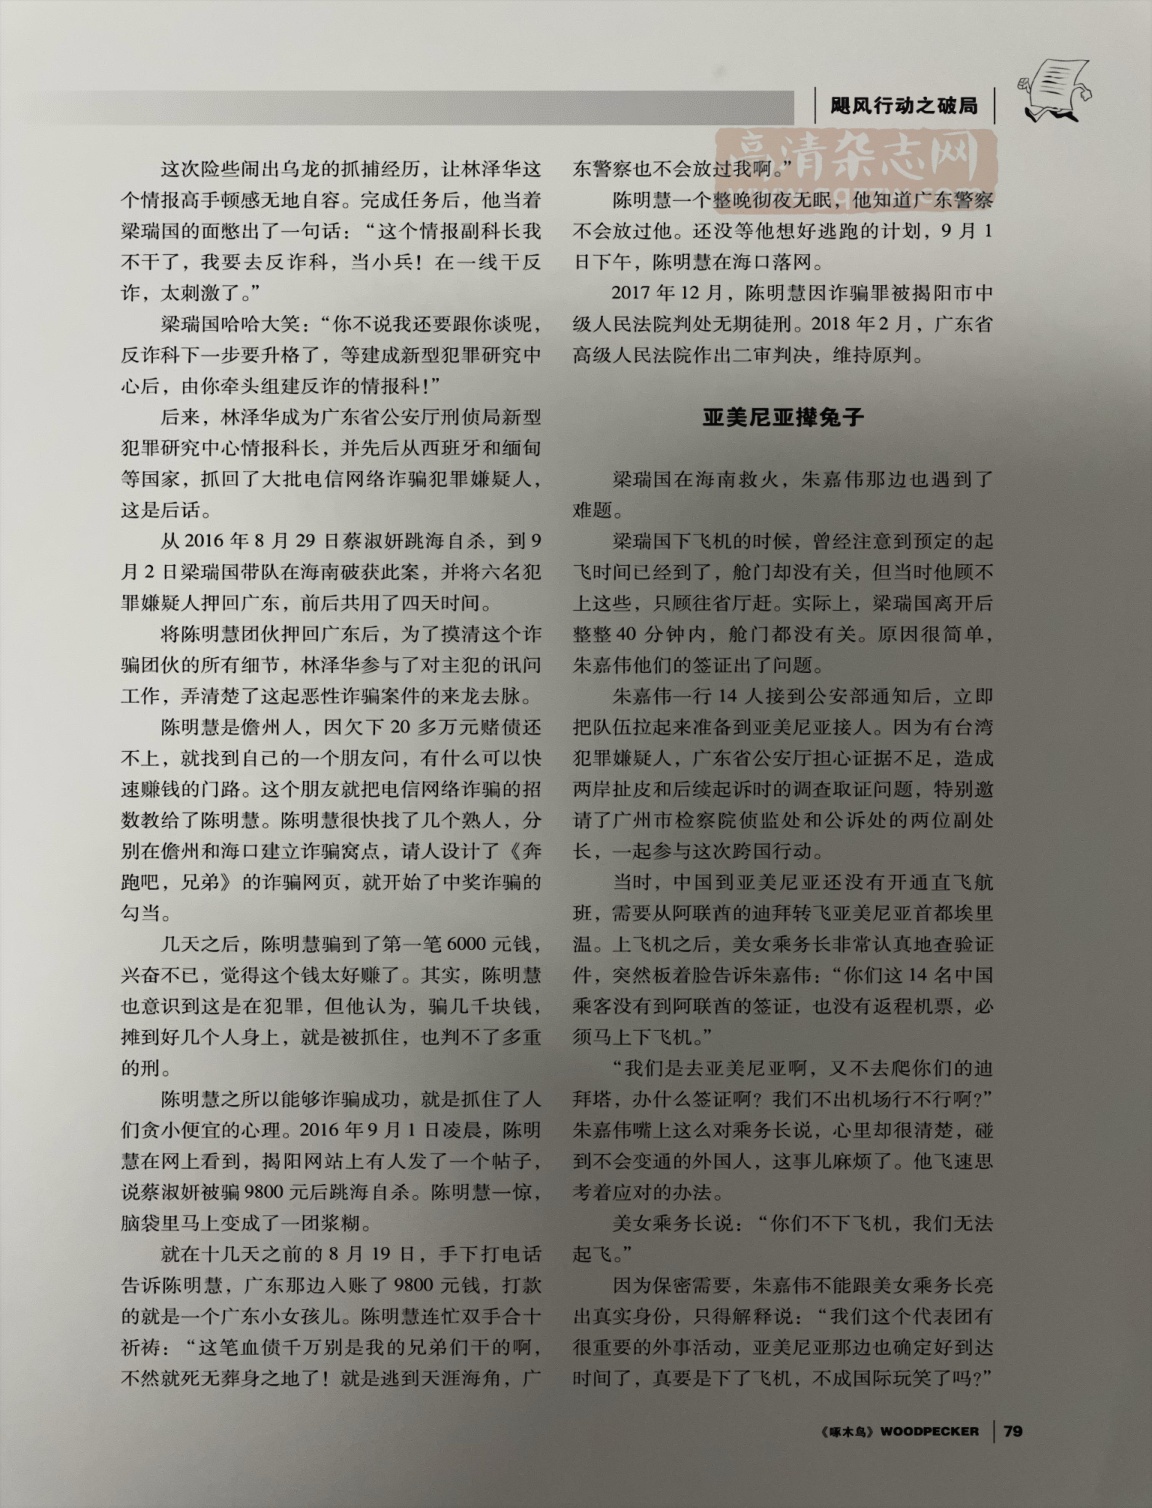 飓风行动之破局
高清杂志网
这次险些闹出乌龙的抓捕经历，让林泽华这
个情报高手顿感无地自容。完成任务后，他当着
梁瑞国的面憋出了一句话：“这个情报副科长我
不干了，我要去反诈科，当小兵！在一线干反
诈，太刺激了。”
梁瑞国哈哈大笑：“你不说我还要跟你谈呢，
反诈科下一步要升格了，等建成新型犯罪研究中
心后，由你牵头组建反诈的情报科！”
后来，林泽华成为广东省公安厅刑侦局新型
犯罪研究中心情报科长，并先后从西班牙和缅甸
等国家，抓回了大批电信网络诈骗犯罪嫌疑人，
这是后话。
从 2016 年 8 月 29 日蔡淑妍跳海自杀，到 9
月 2 日梁瑞国带队在海南破获此案，并将六名犯
罪嫌疑人押回广东，前后共用了四天时间。
将陈明慧团伙押回广东后，为了摸清这个诈
骗团伙的所有细节，林泽华参与了对主犯的讯问
工作，弄清楚了这起恶性诈骗案件的来龙去脉。
陈明慧是儋州人，因欠下 20 多万元赌债还
不上，就找到自己的一个朋友问，有什么可以快
速赚钱的门路。这个朋友就把电信网络诈骗的招
数教给了陈明慧。陈明慧很快找了几个熟人，分
别在儋州和海口建立诈骗窝点，请人设计了《奔
跑吧，兄弟》的诈骗网页，就开始了中奖诈骗的
勾当。
几天之后，陈明慧骗到了第一笔 6000 元钱，
兴奋不已，觉得这个钱太好赚了。其实，陈明慧
也意识到这是在犯罪，但他认为，骗几千块钱，
摊到好几个人身上，就是被抓住，也判不了多重
的刑。
陈明慧之所以能够诈骗成功，就是抓住了人
们贪小便宜的心理。2016 年 9 月 1 日凌晨，陈明
慧在网上看到，揭阳网站上有人发了一个帖子，
说蔡淑妍被骗 9800 元后跳海自杀。陈明慧一惊，
脑袋里马上变成了一团浆糊。
就在十几天之前的 8 月 19 日，手下打电话
告诉陈明慧，广东那边入账了 9800 元钱，打款
的就是一个广东小女孩儿。陈明慧连忙双手合十
祈祷：“这笔血债千万别是我的兄弟们干的啊，
不然就死无葬身之地了！就是逃到天涯海角，广
东警察也不会放过我啊。”
陈明慧一个整晚彻夜无眠，他知道广东警察
不会放过他。还没等他想好逃跑的计划，9 月 1
日下午，陈明慧在海口落网。
2017 年 12 月，陈明慧因诈骗罪被揭阳市中
级人民法院判处无期徒刑。2018 年 2 月，广东省
高级人民法院作出二审判决，维持原判。
亚美尼亚撵兔子
梁瑞国在海南救火，朱嘉伟那边也遇到了
难题。
梁瑞国下飞机的时候，曾经注意到预定的起
飞时间已经到了，舱门却没有关，但当时他顾不
上这些，只顾往省厅赶。实际上，梁瑞国离开后
整整 40 分钟内，舱门都没有关。原因很简单，
朱嘉伟他们的签证出了问题。
朱嘉伟一行 14 人接到公安部通知后，立即
把队伍拉起来准备到亚美尼亚接人。因为有台湾
犯罪嫌疑人，广东省公安厅担心证据不足，造成
两岸扯皮和后续起诉时的调查取证问题，特别邀
请了广州市检察院侦监处和公诉处的两位副处
长，一起参与这次跨国行动。
当时，中国到亚美尼亚还没有开通直飞航
班，需要从阿联酋的迪拜转飞亚美尼亚首都埃里
温。上飞机之后，美女乘务长非常认真地查验证
件，突然板着脸告诉朱嘉伟：“你们这 14 名中国
乘客没有到阿联酋的签证，也没有返程机票，必
须马上下飞机。”
“我们是去亚美尼亚啊，又不去爬你们的迪
拜塔，办什么签证啊？我们不出机场行不行啊？”
朱嘉伟嘴上这么对乘务长说，心里却很清楚，碰
到不会变通的外国人，这事儿麻烦了。他飞速思
考着应对的办法。
美女乘务长说：“你们不下飞机，我们无法
起飞。”
因为保密需要，朱嘉伟不能跟美女乘务长亮
出真实身份，只得解释说：“我们这个代表团有
很重要的外事活动，亚美尼亚那边也确定好到达
时间了，真要是下了飞机，不成国际玩笑了吗？”
《啄木鸟》WOODPECKER 79